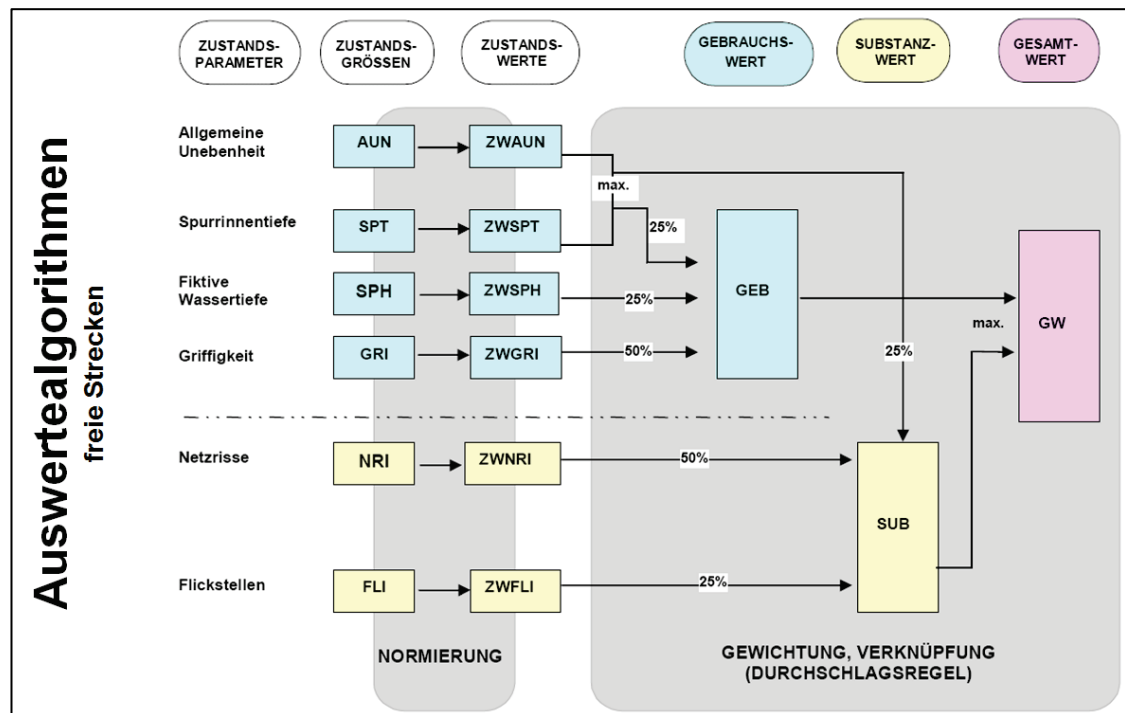 Auswertealgorithmen
freie Strecken
ZUSTANDS-
PARAMETER
ZUSTANDS-
GRÖSSEN
ZUSTANDS-
WERTE
GEBRAUCHS-
WERT
SUBSTANZ-
WERT
GESAMT-
WERT
Allgemeine
Unebenheit
AUN
ZWAUN
max.
Spurrinnentiefe
SPT
ZWSPT
25%
Fiktive
Wassertiefe
SPH
ZWSPH
25%
GEB
max.
GW
Griffigkeit
GRI
ZWGRI
50%
25%
Netzrisse
NRI
ZWNRI
50%
SUB
Flickstellen
FLI
ZWFLI
25%
NORMIERUNG
GEWICHTUNG, VERKNÜPFUNG
(DURCHSCHLAGSREGEL)